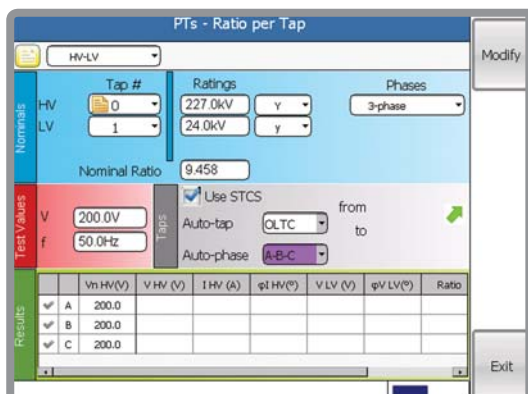 PTs - Ratio per Tap
Modify
HV-LV
Nominals
Tap #
Ratings
Phases
HV
0
227.0kV
Y
3-phase
LV
1
24.0kV
y
Nominal Ratio
9.458
Test Values
V
200.0V
f
50.0Hz
Taps
Use STCS
Auto-tap
OLTC
from
to
Auto-phase
A-B-C
Results
Vn HV(V) V HV (V) I HV (A) φI HV(º) V LV (V) φV LV(º) Ratio
A 200.0
B 200.0
C 200.0
Exit